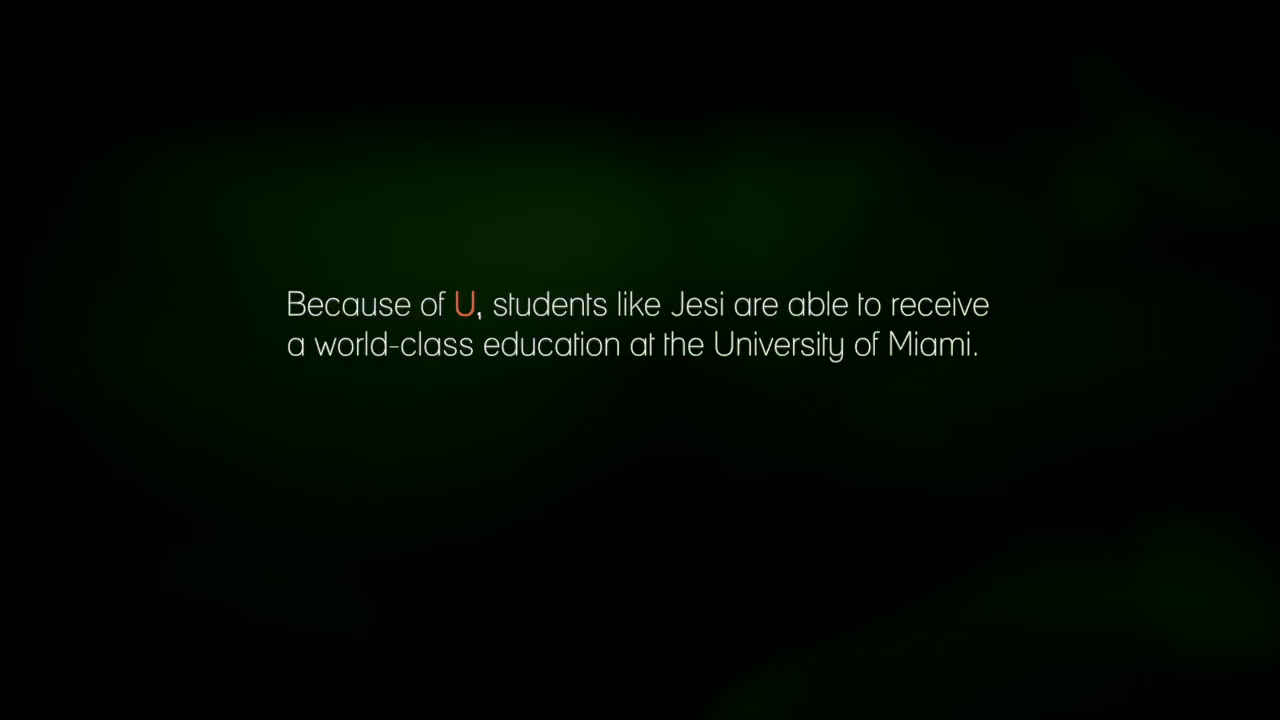 Because of U, students like Jesi are able to receive
a world-class education at the University of Miami.